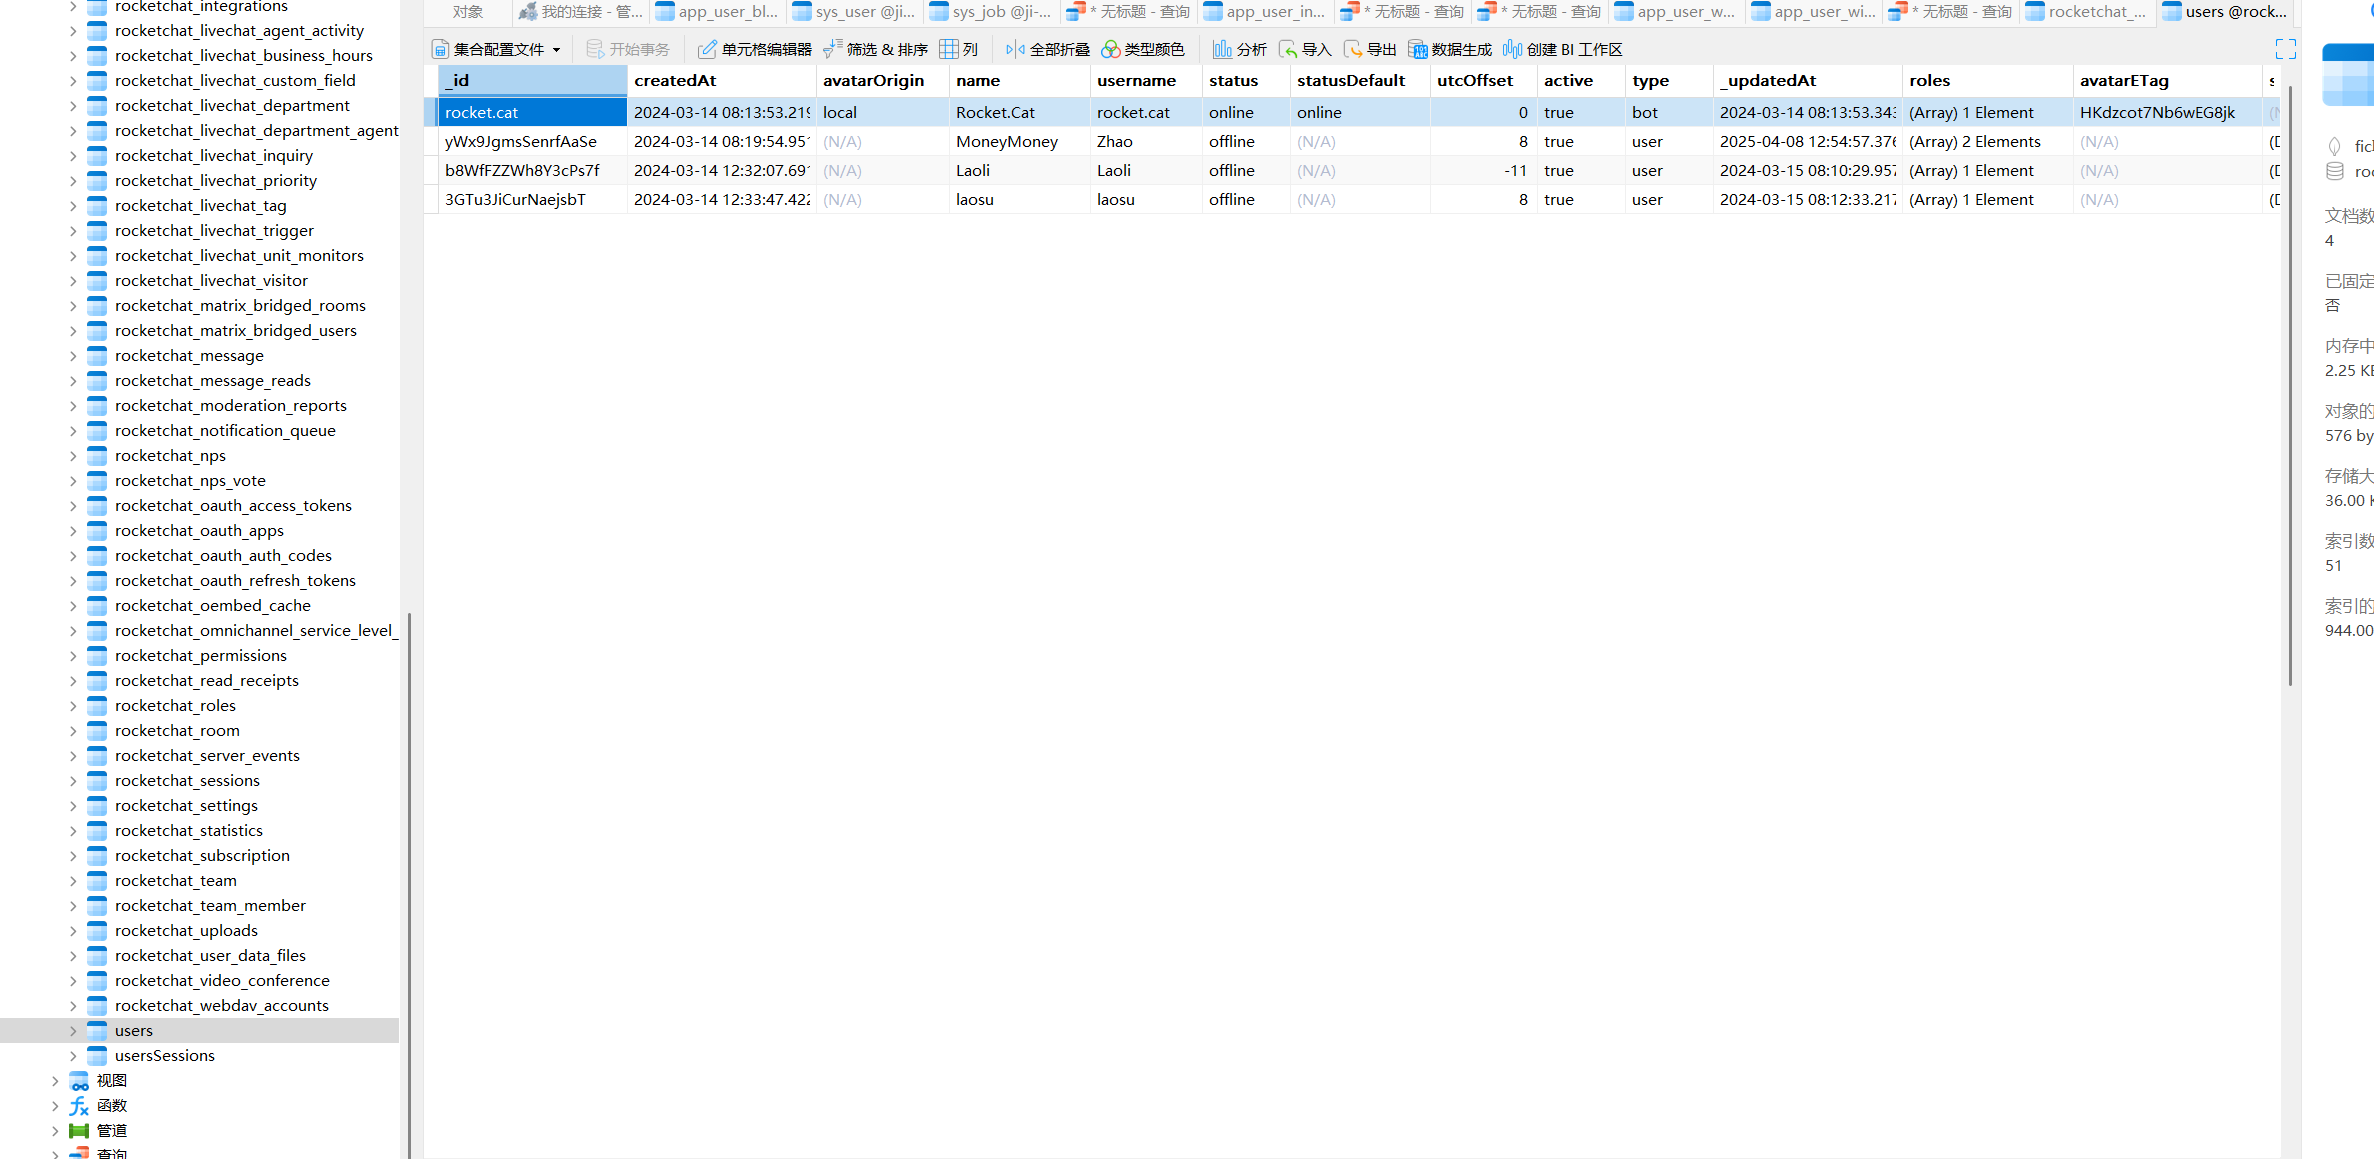 rocketchat_integrations
rocketchat_livechat_agent_activity
rocketchat_livechat_business_hours
rocketchat_livechat_custom_field
rocketchat_livechat_department
rocketchat_livechat_department_agent
rocketchat_livechat_inquiry
rocketchat_livechat_priority
rocketchat_livechat_tag
rocketchat_livechat_trigger
rocketchat_livechat_unit_monitors
rocketchat_livechat_visitor
rocketchat_matrix_bridged_rooms
rocketchat_matrix_bridged_users
rocketchat_message
rocketchat_message_reads
rocketchat_moderation_reports
rocketchat_notification_queue
rocketchat_nps
rocketchat_nps_vote
rocketchat_oauth_access_tokens
rocketchat_oauth_apps
rocketchat_oauth_auth_codes
rocketchat_oauth_refresh_tokens
rocketchat_oembed_cache
rocketchat_omnichannel_service_level_
rocketchat_permissions
rocketchat_read_receipts
rocketchat_roles
rocketchat_room
rocketchat_server_events
rocketchat_sessions
rocketchat_settings
rocketchat_statistics
rocketchat_subscription
rocketchat_team
rocketchat_team_member
rocketchat_uploads
rocketchat_user_data_files
rocketchat_video_conference
rocketchat_webdav_accounts
users
usersSessions
视图
函数
管道
查询
对象 我的连接 - 管... app_user_bl... sys_user @ji... sys_job @ji-... * 无标题 - 查询 app_user_in... * 无标题 - 查询 * 无标题 - 查询 app_user_w... app_user_wi... * 无标题 - 查询 rocketchat_... users @rock...
集合配置文件 开始事务 单元格编辑器 筛选 & 排序 列 全部折叠 类型颜色 分析 导入 导出 数据生成 创建 BI 工作区
_id createdAt avatarOrigin name username status statusDefault utcOffset active type _updatedAt roles avatarETag s
rocket.cat 2024-03-14 08:13:53.219 local Rocket.Cat rocket.cat online online 0 true bot 2024-03-14 08:13:53.343 (Array) 1 Element HKdzcot7Nb6wEG8jk (N
yWx9JgmsSenrfAaSe 2024-03-14 08:19:54.951 (N/A) MoneyMoney Zhao offline (N/A) 8 true user 2025-04-08 12:54:57.376 (Array) 2 Elements (N/A) (D
b8WfFZZWh8Y3cPs7f 2024-03-14 12:32:07.691 (N/A) Laoli Laoli offline (N/A) -11 true user 2024-03-15 08:10:29.957 (Array) 1 Element (N/A) (D
3GTu3JiCurNaejsbT 2024-03-14 12:33:47.422 (N/A) laosu laosu offline (N/A) 8 true user 2024-03-15 08:12:33.217 (Array) 1 Element (N/A) (D
fic
roc
文档数
4
已固定
否
内存中
2.25 KB
对象的
576 by
存储大
36.00 K
索引数
51
索引的
944.00